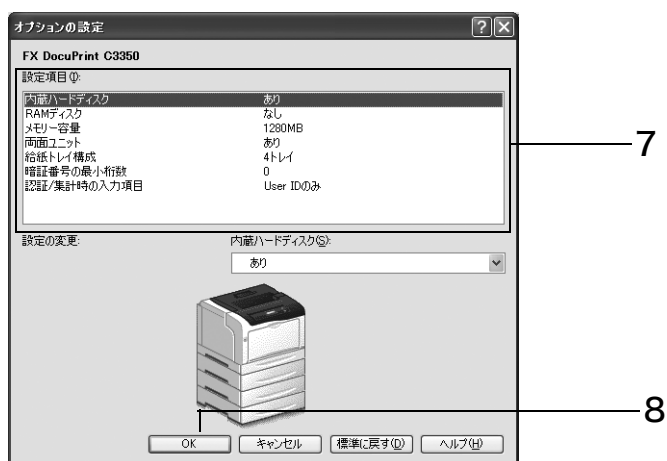 オプションの設定
FX DocuPrint C3350
設定項目(I):
内蔵ハードディスク あり
RAMディスク なし
メモリー容量 1280MB
両面ユニット あり
給紙トレイ構成 4トレイ
暗証番号の最小桁数 0
認証/集計時の入力項目 User IDのみ
7
設定の変更: 内蔵ハードディスク(S):
あり
8
OK キャンセル 標準に戻す(D) ヘルプ(H)